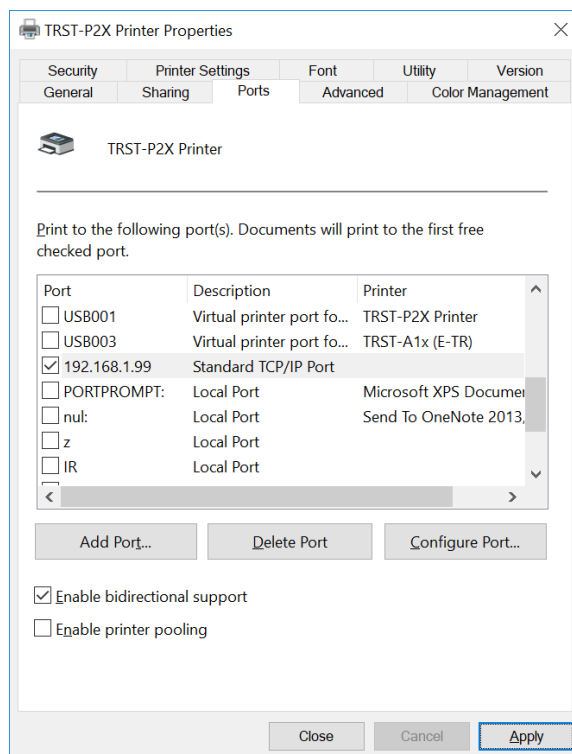 TRST-P2X Printer Properties
Security Printer Settings Font Utility Version
General Sharing Ports Advanced Color Management
TRST-P2X Printer
Print to the following port(s). Documents will print to the first free
checked port.
Port Description Printer
USB001 Virtual printer port fo... TRST-P2X Printer
USB003 Virtual printer port fo... TRST-A1x (E-TR)
192.168.1.99 Standard TCP/IP Port
PORTPROMPT: Local Port Microsoft XPS Documen
nul: Local Port Send To OneNote 2013,
z Local Port
IR Local Port
Add Port... Delete Port Configure Port...
Enable bidirectional support
Enable printer pooling
Close Cancel Apply